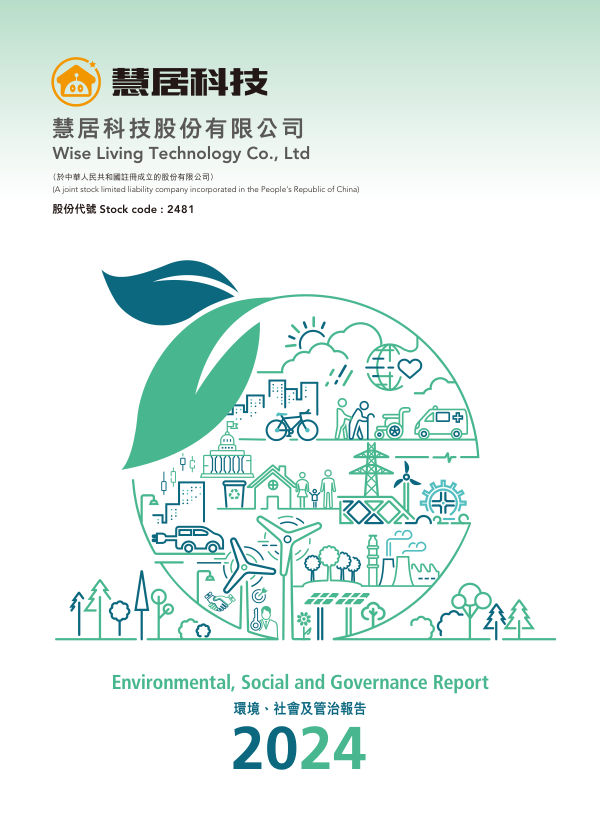 慧居科技
慧居科技股份有限公司
Wise Living Technology Co., Ltd
（於中華人民共和國註冊成立的股份有限公司）
(A joint stock limited liability company incorporated in the People's Republic of China)
股份代號 Stock code : 2481
Environmental, Social and Governance Report
環境、社會及管治報告
2024